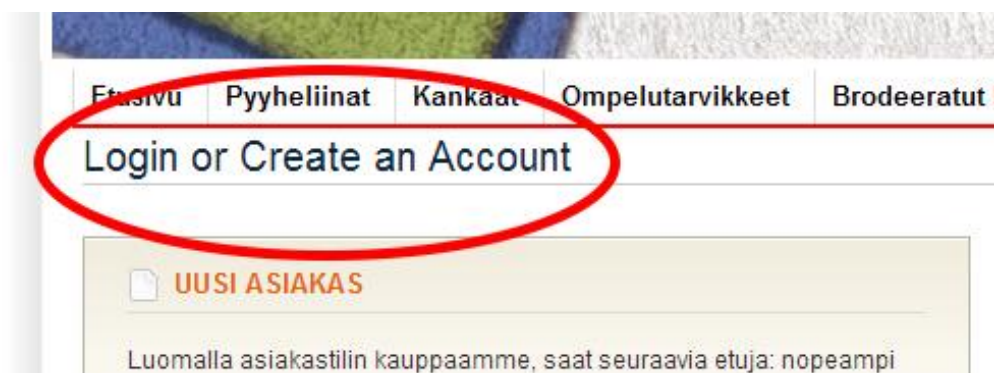 Etusivu Pyyheliinat Kankaat Ompelutarvikkeet Brodeeratut
Login or Create an Account
UUSI ASIAKAS
Luomalla asiakastilin kauppaamme, saat seuraavia etuja: nopeampi